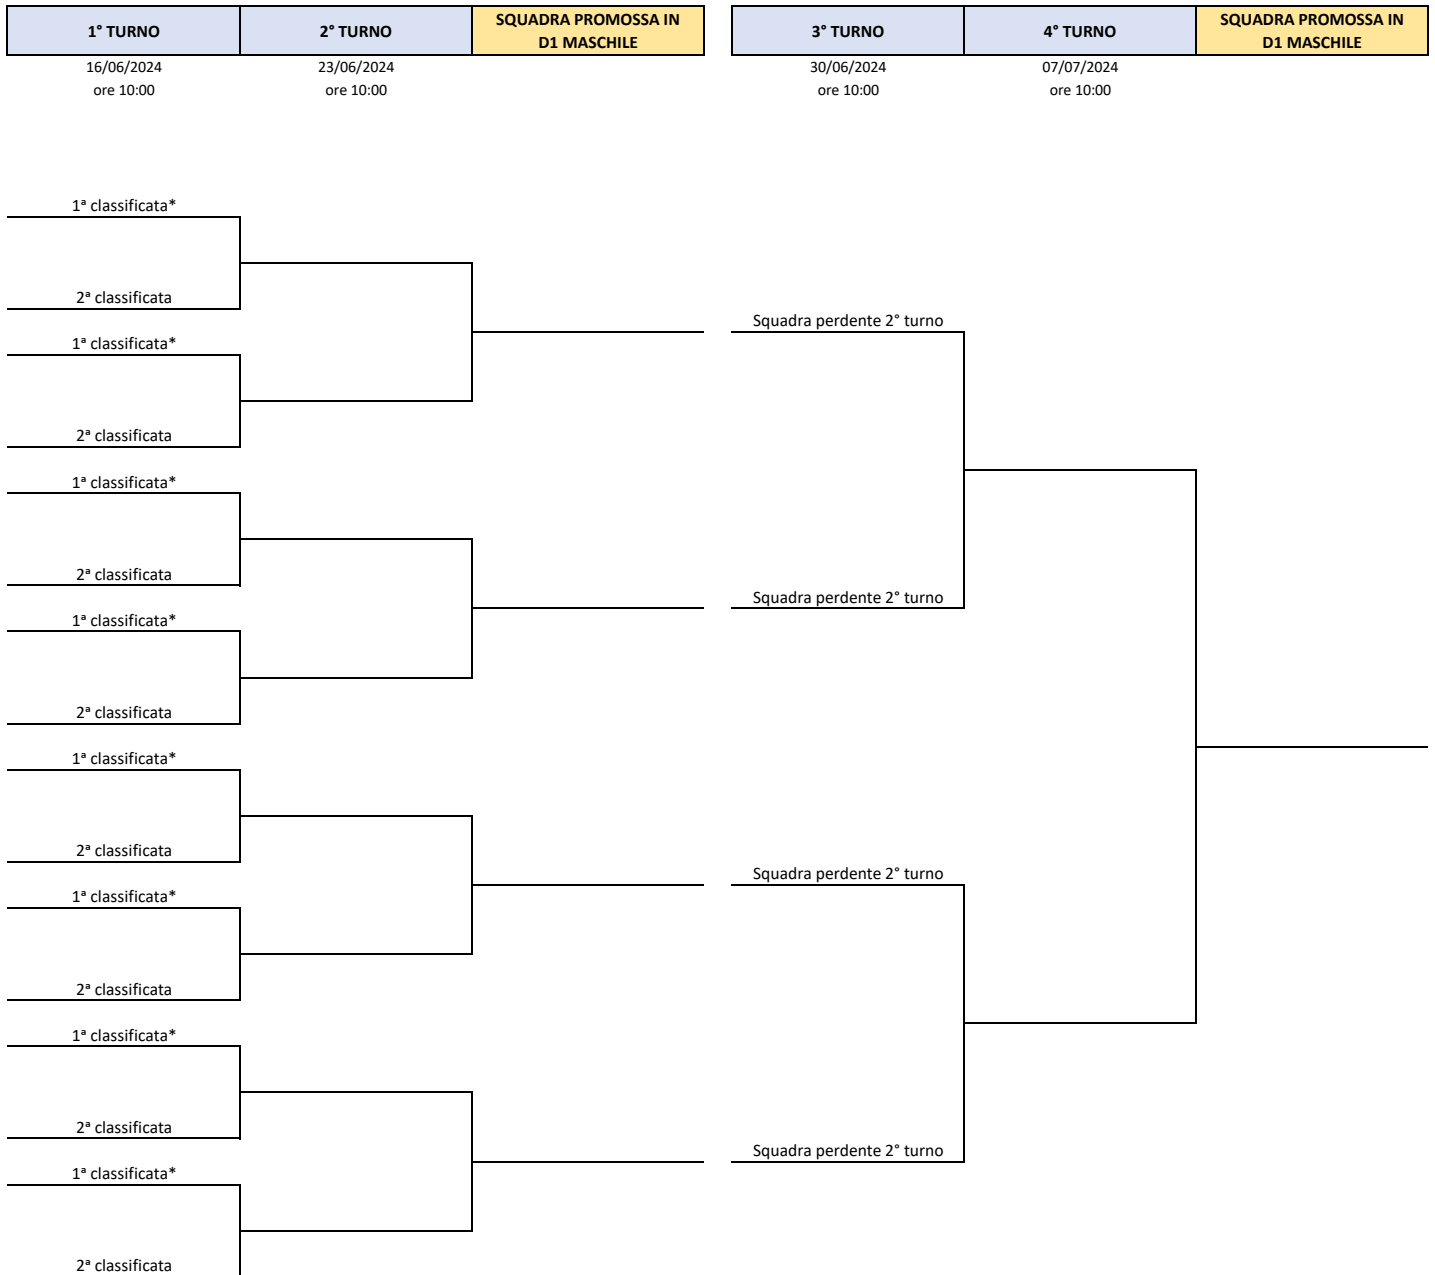 1° TURNO
2° TURNO
SQUADRA PROMOSSA IN
D1 MASCHILE
3° TURNO
4° TURNO
SQUADRA PROMOSSA IN
D1 MASCHILE
16/06/2024
ore 10:00
23/06/2024
ore 10:00
30/06/2024
ore 10:00
07/07/2024
ore 10:00
1ª classificata*
2ª classificata
1ª classificata*
2ª classificata
1ª classificata*
2ª classificata
1ª classificata*
2ª classificata
1ª classificata*
2ª classificata
1ª classificata*
2ª classificata
1ª classificata*
2ª classificata
1ª classificata*
2ª classificata
Squadra perdente 2° turno
Squadra perdente 2° turno
Squadra perdente 2° turno
Squadra perdente 2° turno